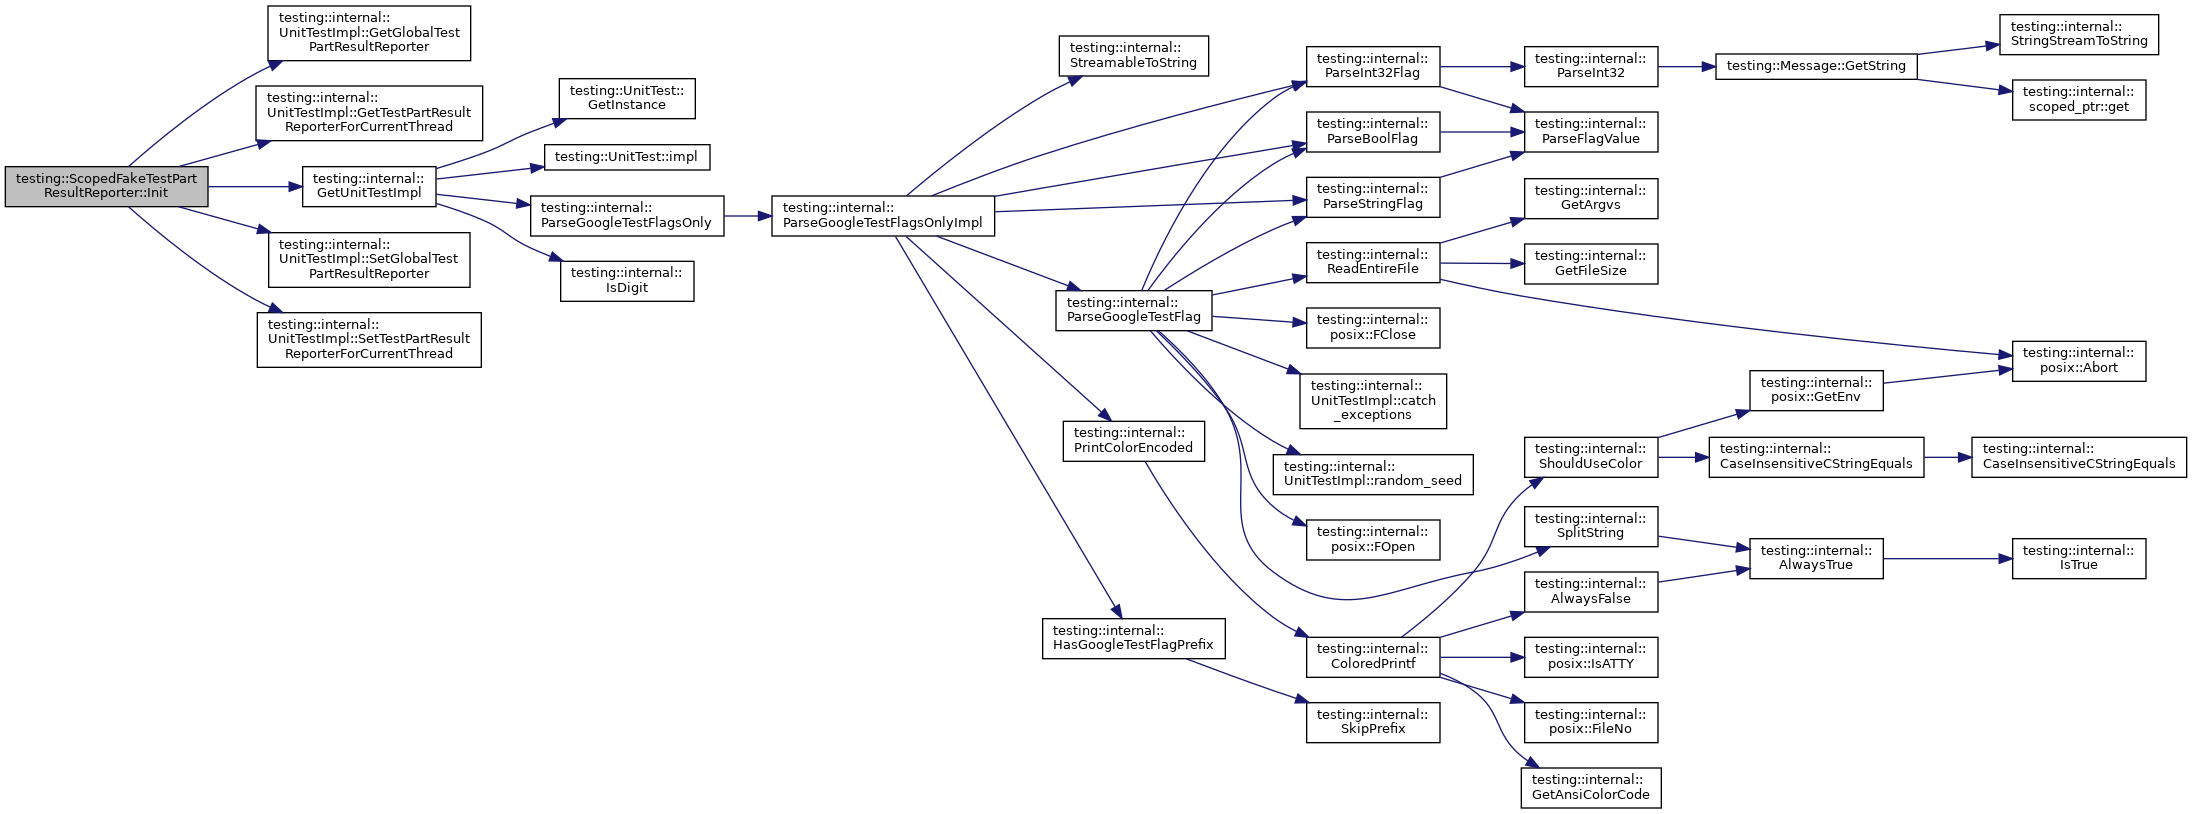 testing::ScopedFakeTestPart
ResultReporter::Init
testing::internal::
UnitTestImpl::GetGlobalTest
PartResultReporter
testing::internal::
UnitTestImpl::GetTestPartResult
ReporterForCurrentThread
testing::internal::
GetUnitTestImpl
testing::internal::
UnitTestImpl::SetGlobalTest
PartResultReporter
testing::internal::
UnitTestImpl::SetTestPartResult
ReporterForCurrentThread
testing::UnitTest::
GetInstance
testing::UnitTest::impl
testing::internal::
ParseGoogleTestFlagsOnly
testing::internal::
IsDigit
testing::internal::
ParseGoogleTestFlagsOnlyImpl
testing::internal::
StreamableToString
testing::internal::
ParseGoogleTestFlag
testing::internal::
PrintColorEncoded
testing::internal::
HasGoogleTestFlagPrefix
testing::internal::
ParseInt32Flag
testing::internal::
ParseBoolFlag
testing::internal::
ParseStringFlag
testing::internal::
ReadEntireFile
testing::internal::
posix::FClose
testing::internal::
UnitTestImpl::catch
_exceptions
testing::internal::
UnitTestImpl::random_seed
testing::internal::
posix::FOpen
testing::internal::
ColoredPrintf
testing::internal::
SkipPrefix
testing::internal::
ParseInt32
testing::internal::
ParseFlagValue
testing::internal::
GetArgvs
testing::internal::
GetFileSize
testing::internal::
ShouldUseColor
testing::internal::
SplitString
testing::internal::
AlwaysFalse
testing::internal::
posix::IsATTY
testing::internal::
posix::FileNo
testing::internal::
GetAnsiColorCode
testing::Message::GetString
testing::internal::
posix::GetEnv
testing::internal::
CaseInsensitiveCStringEquals
testing::internal::
AlwaysTrue
testing::internal::
StringStreamToString
testing::internal::
scoped_ptr::get
testing::internal::
posix::Abort
testing::internal::
CaseInsensitiveCStringEquals
testing::internal::
IsTrue